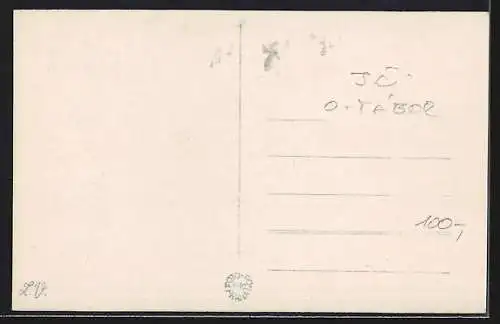 JČ.
O-TÁBOR
100,-
L.V.